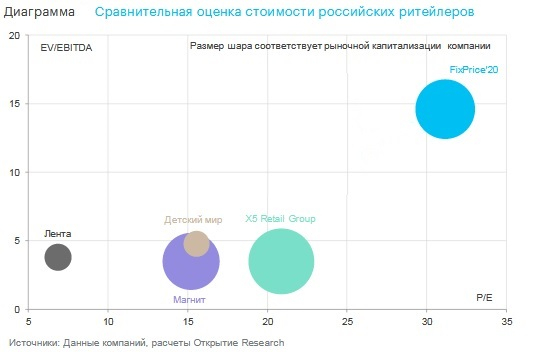 Диаграмма Сравнительная оценка стоимости российских ритейлеров
20
EV/EBITDA
Размер шара соответствует рыночной капитализации компании
FixPrice'20
15
10
Детский мир
X5 Retail Group
Лента
5
Магнит
P/E
0
5 10 15 20 25 30 35
Источники: Данные компаний, расчеты Открытие Research